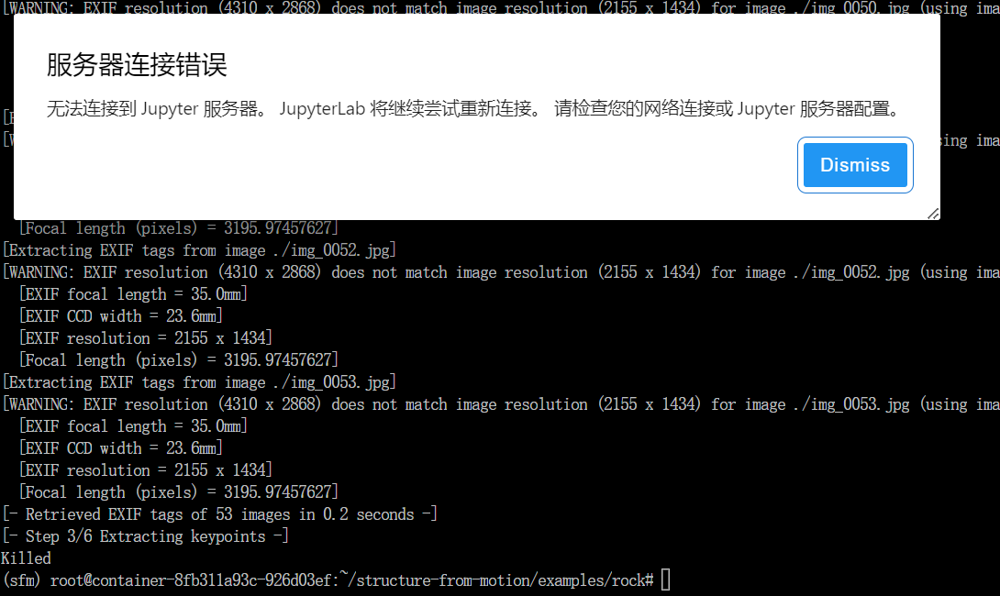 [WARNING: EXIF resolution (4310 x 2868) does not match image resolution (2155 x 1434) for image ./img_0050.jpg (using ima
服务器连接错误
无法连接到 Jupyter 服务器。 JupyterLab 将继续尝试重新连接。 请检查您的网络连接或 Jupyter 服务器配置。
Dismiss
[Focal length (pixels) = 3195.97457627]
[Extracting EXIF tags from image ./img_0052.jpg]
[WARNING: EXIF resolution (4310 x 2868) does not match image resolution (2155 x 1434) for image ./img_0052.jpg (using ima
[EXIF focal length = 35.0mm]
[EXIF CCD width = 23.6mm]
[EXIF resolution = 2155 x 1434]
[Focal length (pixels) = 3195.97457627]
[Extracting EXIF tags from image ./img_0053.jpg]
[WARNING: EXIF resolution (4310 x 2868) does not match image resolution (2155 x 1434) for image ./img_0053.jpg (using ima
[EXIF focal length = 35.0mm]
[EXIF CCD width = 23.6mm]
[EXIF resolution = 2155 x 1434]
[Focal length (pixels) = 3195.97457627]
[- Retrieved EXIF tags of 53 images in 0.2 seconds -]
[- Step 3/6 Extracting keypoints -]
Killed
(sfm) root@container-8fb311a93c-926d03ef:~/structure-from-motion/examples/rock#